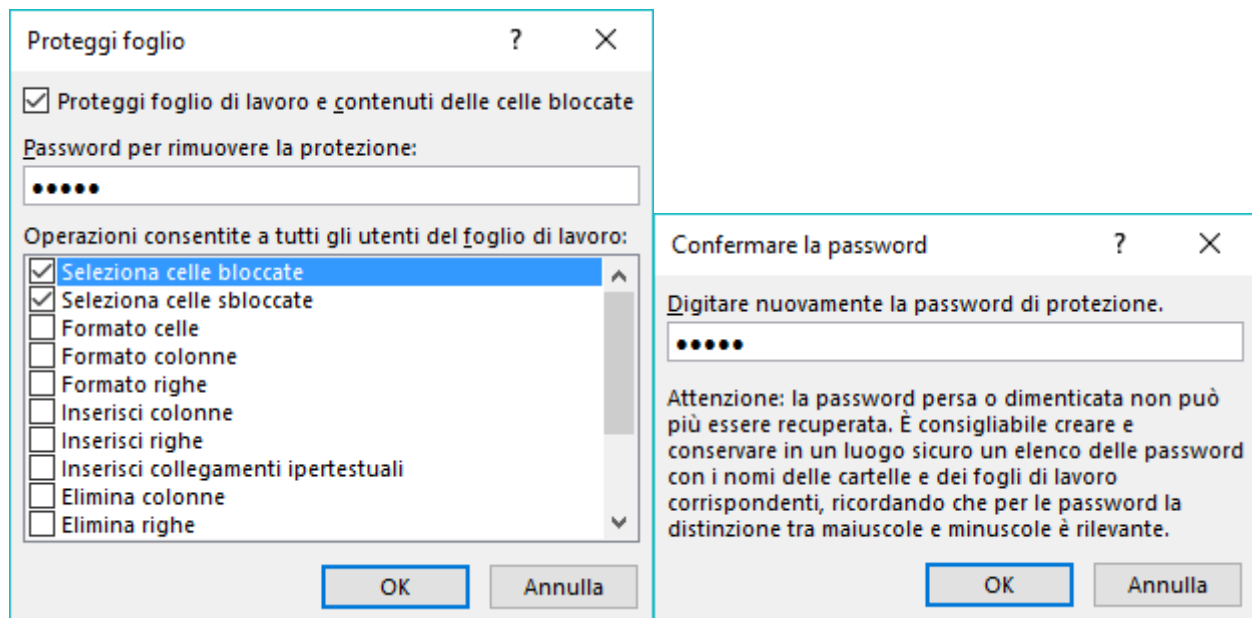 Proteggi foglio
?
Proteggi foglio di lavoro e contenuti delle celle bloccate
Password per rimuovere la protezione:
•••••
Operazioni consentite a tutti gli utenti del foglio di lavoro:
Seleziona celle bloccate
Seleziona celle sbloccate
Formato celle
Formato colonne
Formato righe
Inserisci colonne
Inserisci righe
Inserisci collegamenti ipertestuali
Elimina colonne
Elimina righe
OK
Annulla
Confermare la password
?
Digitare nuovamente la password di protezione.
•••••
Attenzione: la password persa o dimenticata non può
più essere recuperata. È consigliabile creare e
conservare in un luogo sicuro un elenco delle password
con i nomi delle cartelle e dei fogli di lavoro
corrispondenti, ricordando che per le password la
distinzione tra maiuscole e minuscole è rilevante.
OK
Annulla